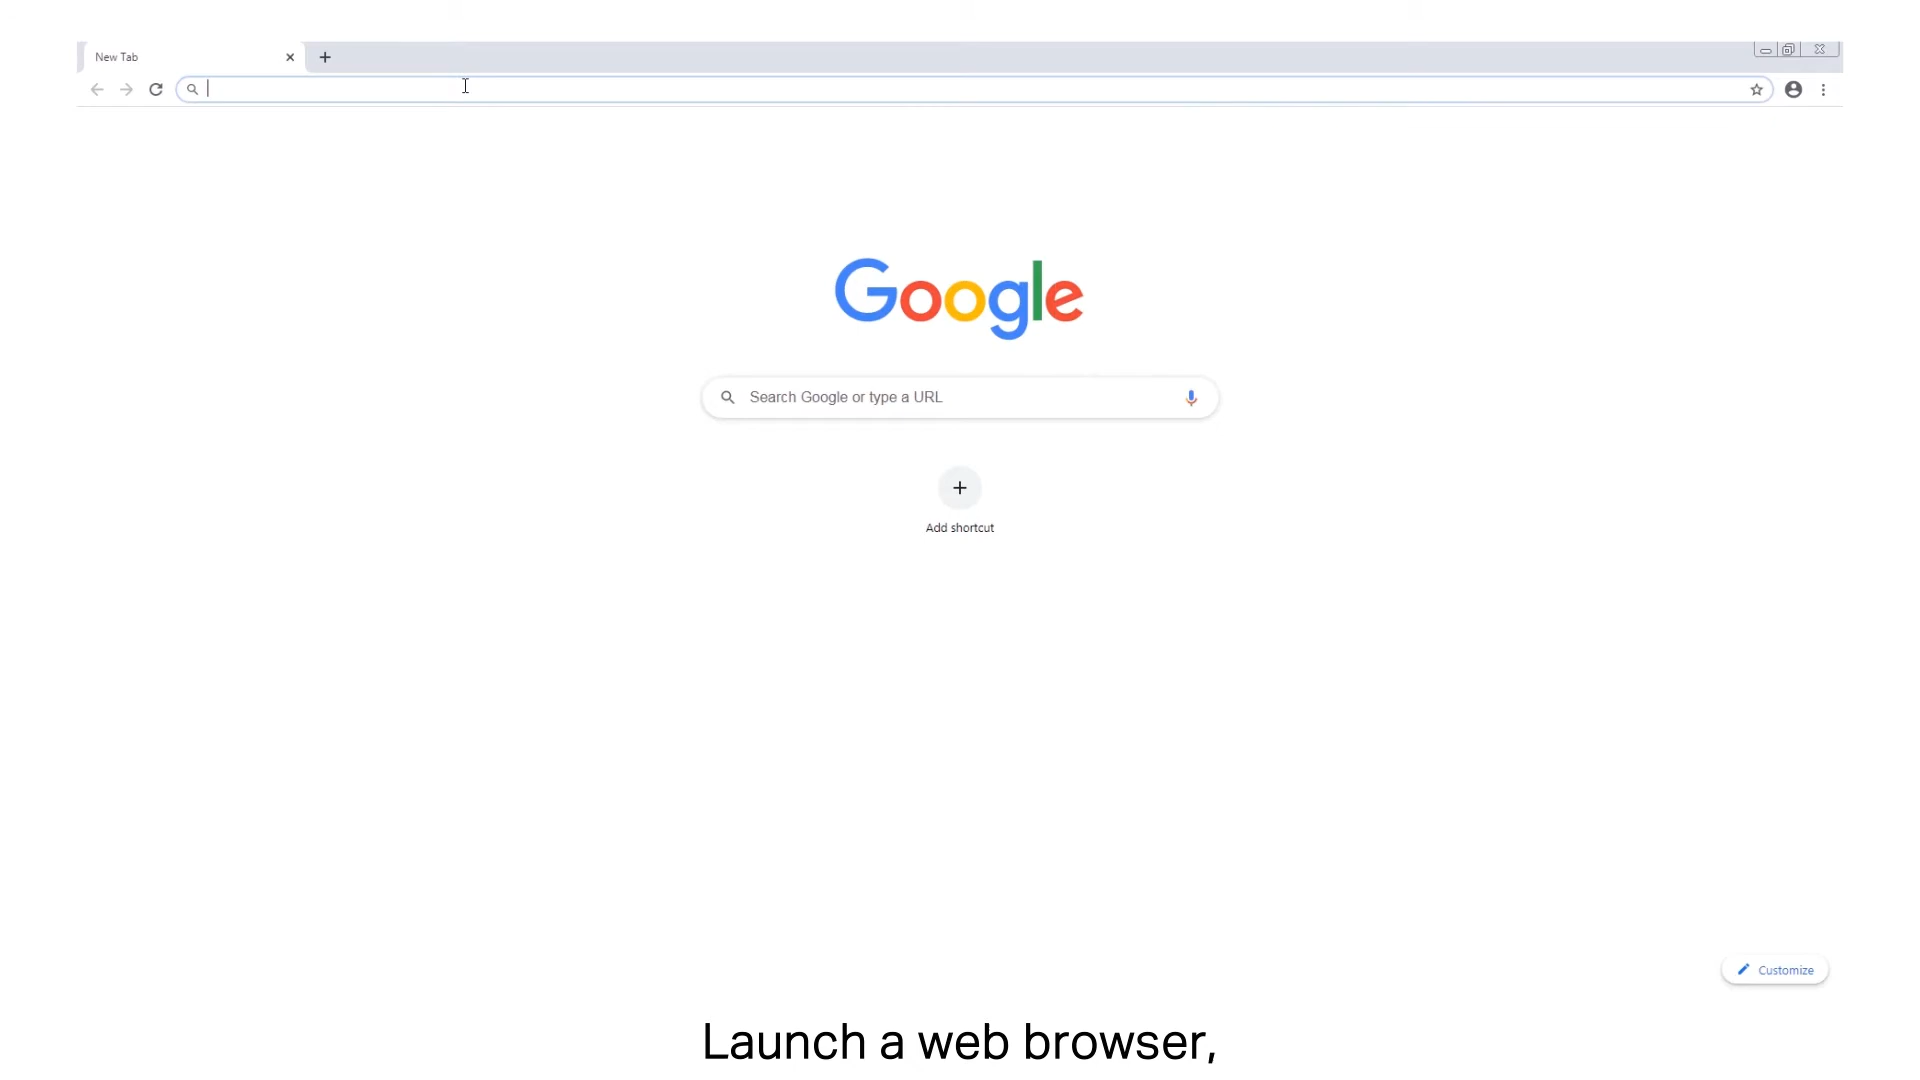 New Tab
Google
Search Google or type a URL
Add shortcut
Customize
Launch a web browser,